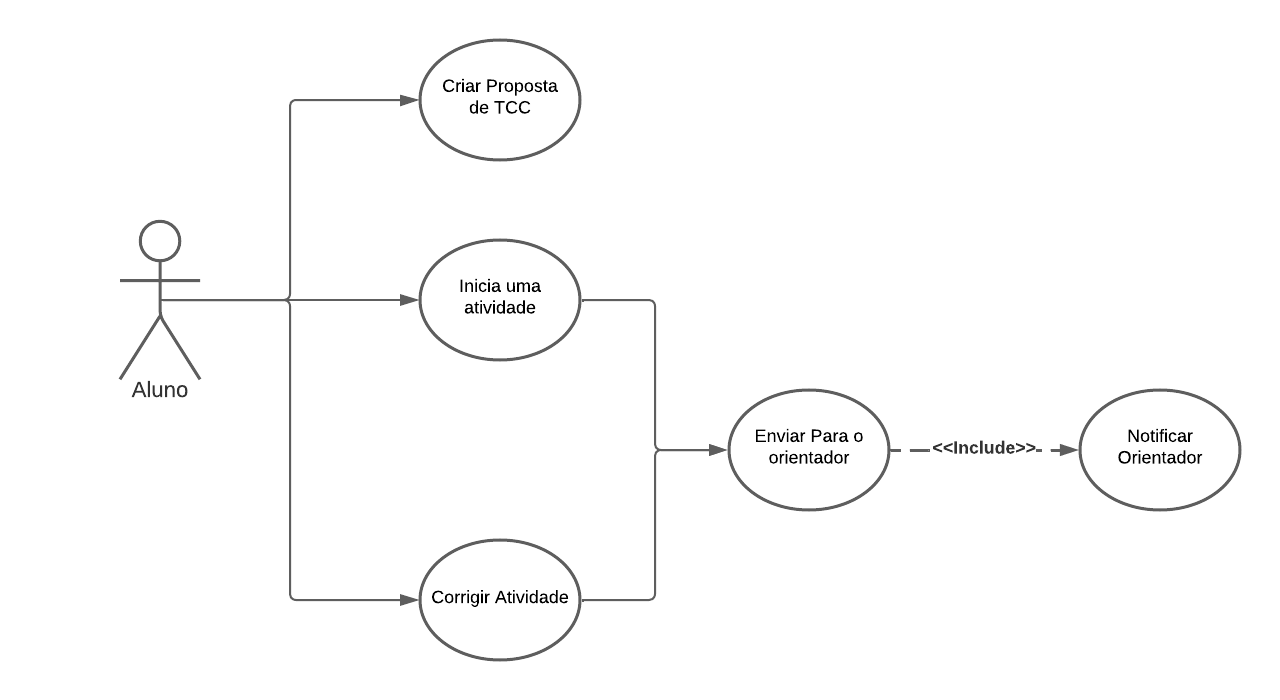 Criar Proposta
de TCC
Inicia uma
atividade
Aluno
Enviar Para o
orientador
<<Include>>
Notificar
Orientador
Corrigir Atividade